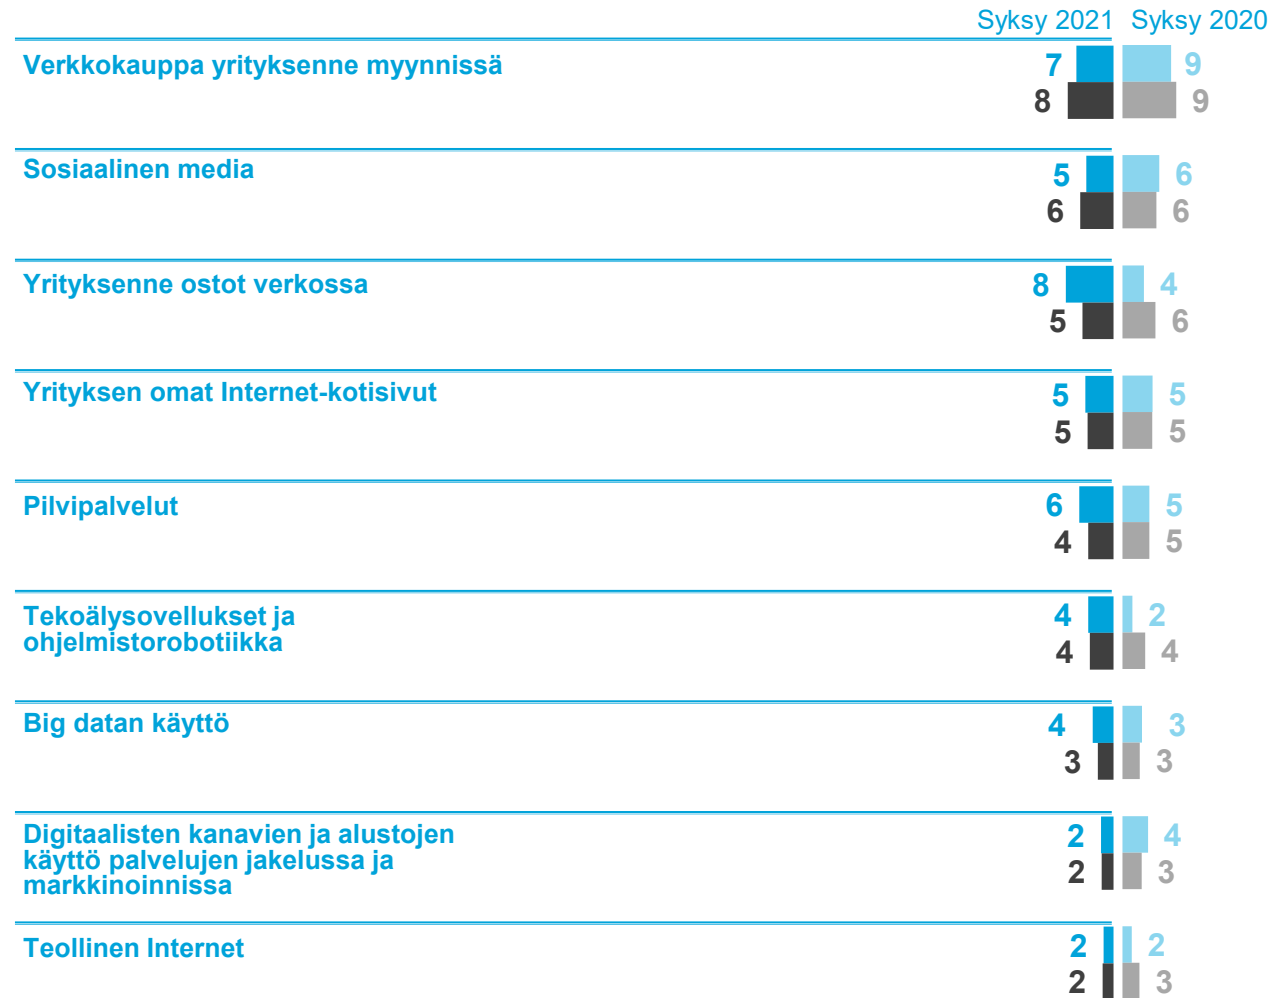 Syksy 2021 Syksy 2020
Verkkokauppa yrityksenne myynnissä 7 9
8 9
Sosiaalinen media 5 6
6 6
Yrityksenne ostot verkossa 8 4
5 6
Yrityksen omat Internet-kotisivut 5 5
5 5
Pilvipalvelut 6 5
4 5
Tekoälysovellukset ja 4 2
ohjelmistorobotiikka 4 4
Big datan käyttö 4 3
3 3
Digitaalisten kanavien ja alustojen 2 4
käyttö palvelujen jakelussa ja
markkinoinnissa 2 3
Teollinen Internet 2 2
2 3